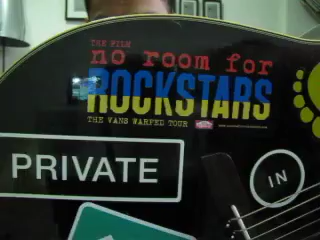 THE FILM
no room for
ROCKSTARS
THE VANS WARPED TOUR
PRIVATE
IN